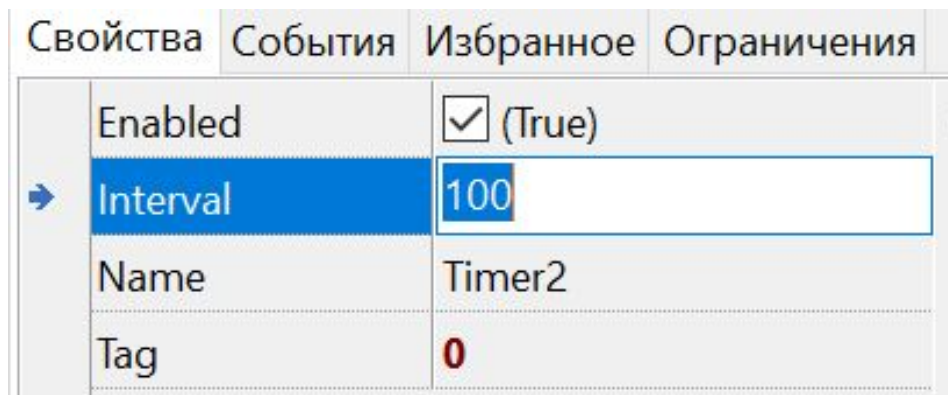 Свойства События Избранное Ограничения
Enabled (True)
Interval 100
Name Timer2
Tag 0